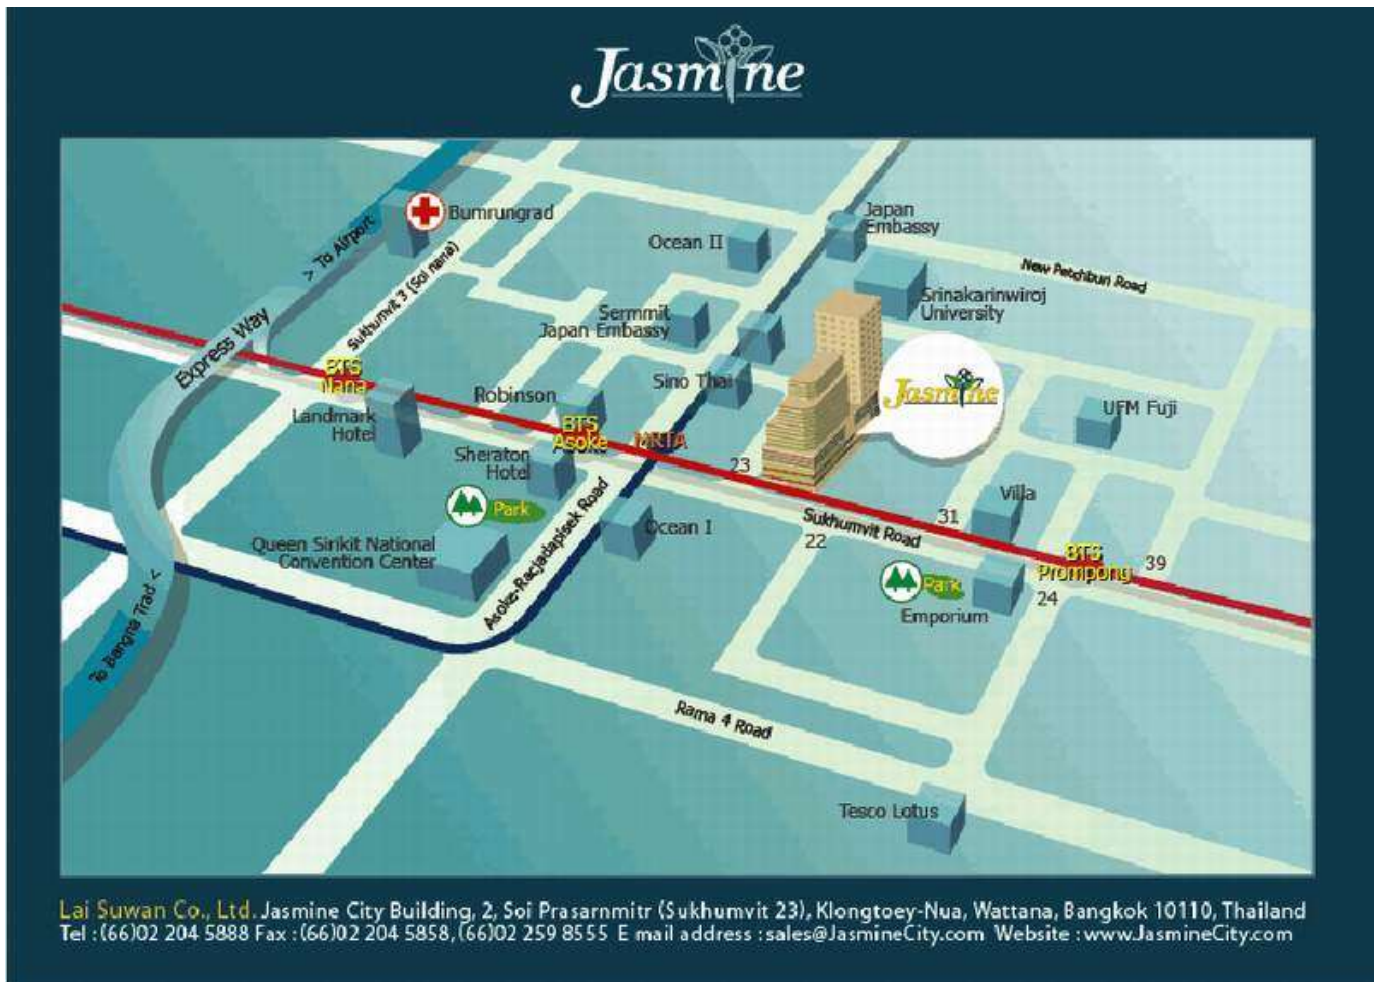 Jasmine
Bumrungrad
> To Airport
Sukhumvit 3 (Soi nana)
Express Way
Ocean II
Japan
Embassy
New Petchburi Road
Srinakarinwiroj
University
Sermmit
Japan Embassy
BTS
Nana
Landmark
Hotel
Robinson
BTS
Asoke
MRTA
Sino Thai
Jasmine
UFM Fuji
Sheraton
Hotel
23
Park
Villa
Queen Sirikit National
Convention Center
Asoke-Racjadapisek Road
Ocean I
Sukhumvit Road
22
31
BTS
Prompong
39
Park
Emporium
24
To Bangna Trad <
Rama 4 Road
Tesco Lotus
Lai Suwan Co., Ltd. Jasmine City Building, 2, Soi Prasarnmitr (Sukhumvit 23), Klongtoey-Nua, Wattana, Bangkok 10110, Thailand
Tel :(66)02 204 5888 Fax :(66)02 204 5858, (66)02 259 8555 E mail address :sales@JasmineCity.com Website :www.JasmineCity.com